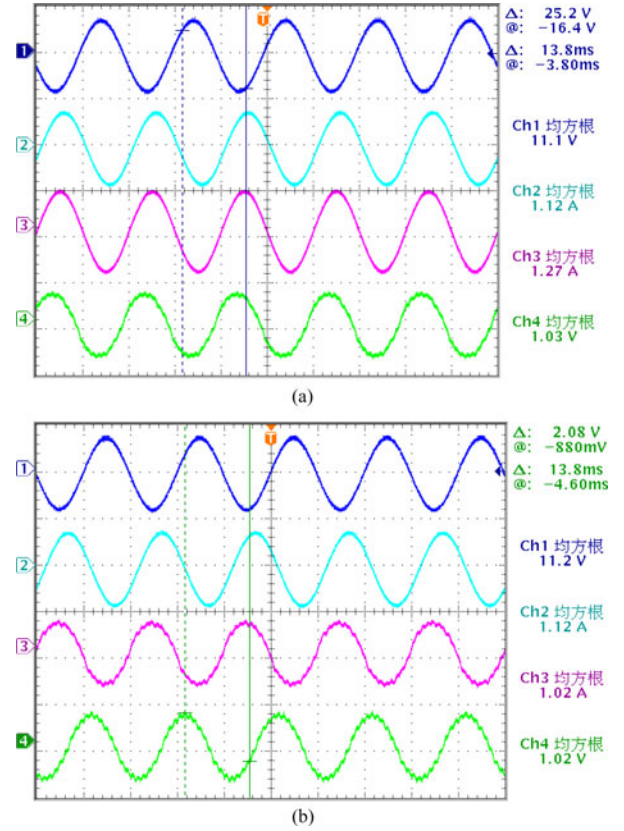 T
Δ: 25.2 V
@: −16.4 V
Δ: 13.8ms
@: −3.80ms
1
Ch1 均方根
11.1 V
2
Ch2 均方根
1.12 A
3
Ch3 均方根
1.27 A
4
Ch4 均方根
1.03 V
(a)
T
Δ: 2.08 V
@: −880mV
Δ: 13.8ms
@: −4.60ms
1
Ch1 均方根
11.2 V
2
Ch2 均方根
1.12 A
3
Ch3 均方根
1.02 A
4
Ch4 均方根
1.02 V
(b)